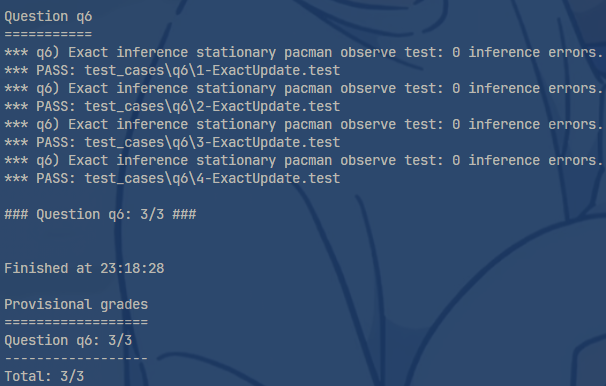 Question q6
===========
*** q6) Exact inference stationary pacman observe test: 0 inference errors.
*** PASS: test_cases\q6\1-ExactUpdate.test
*** q6) Exact inference stationary pacman observe test: 0 inference errors.
*** PASS: test_cases\q6\2-ExactUpdate.test
*** q6) Exact inference stationary pacman observe test: 0 inference errors.
*** PASS: test_cases\q6\3-ExactUpdate.test
*** q6) Exact inference stationary pacman observe test: 0 inference errors.
*** PASS: test_cases\q6\4-ExactUpdate.test
### Question q6: 3/3 ###
Finished at 23:18:28
Provisional grades
==================
Question q6: 3/3
------------------
Total: 3/3